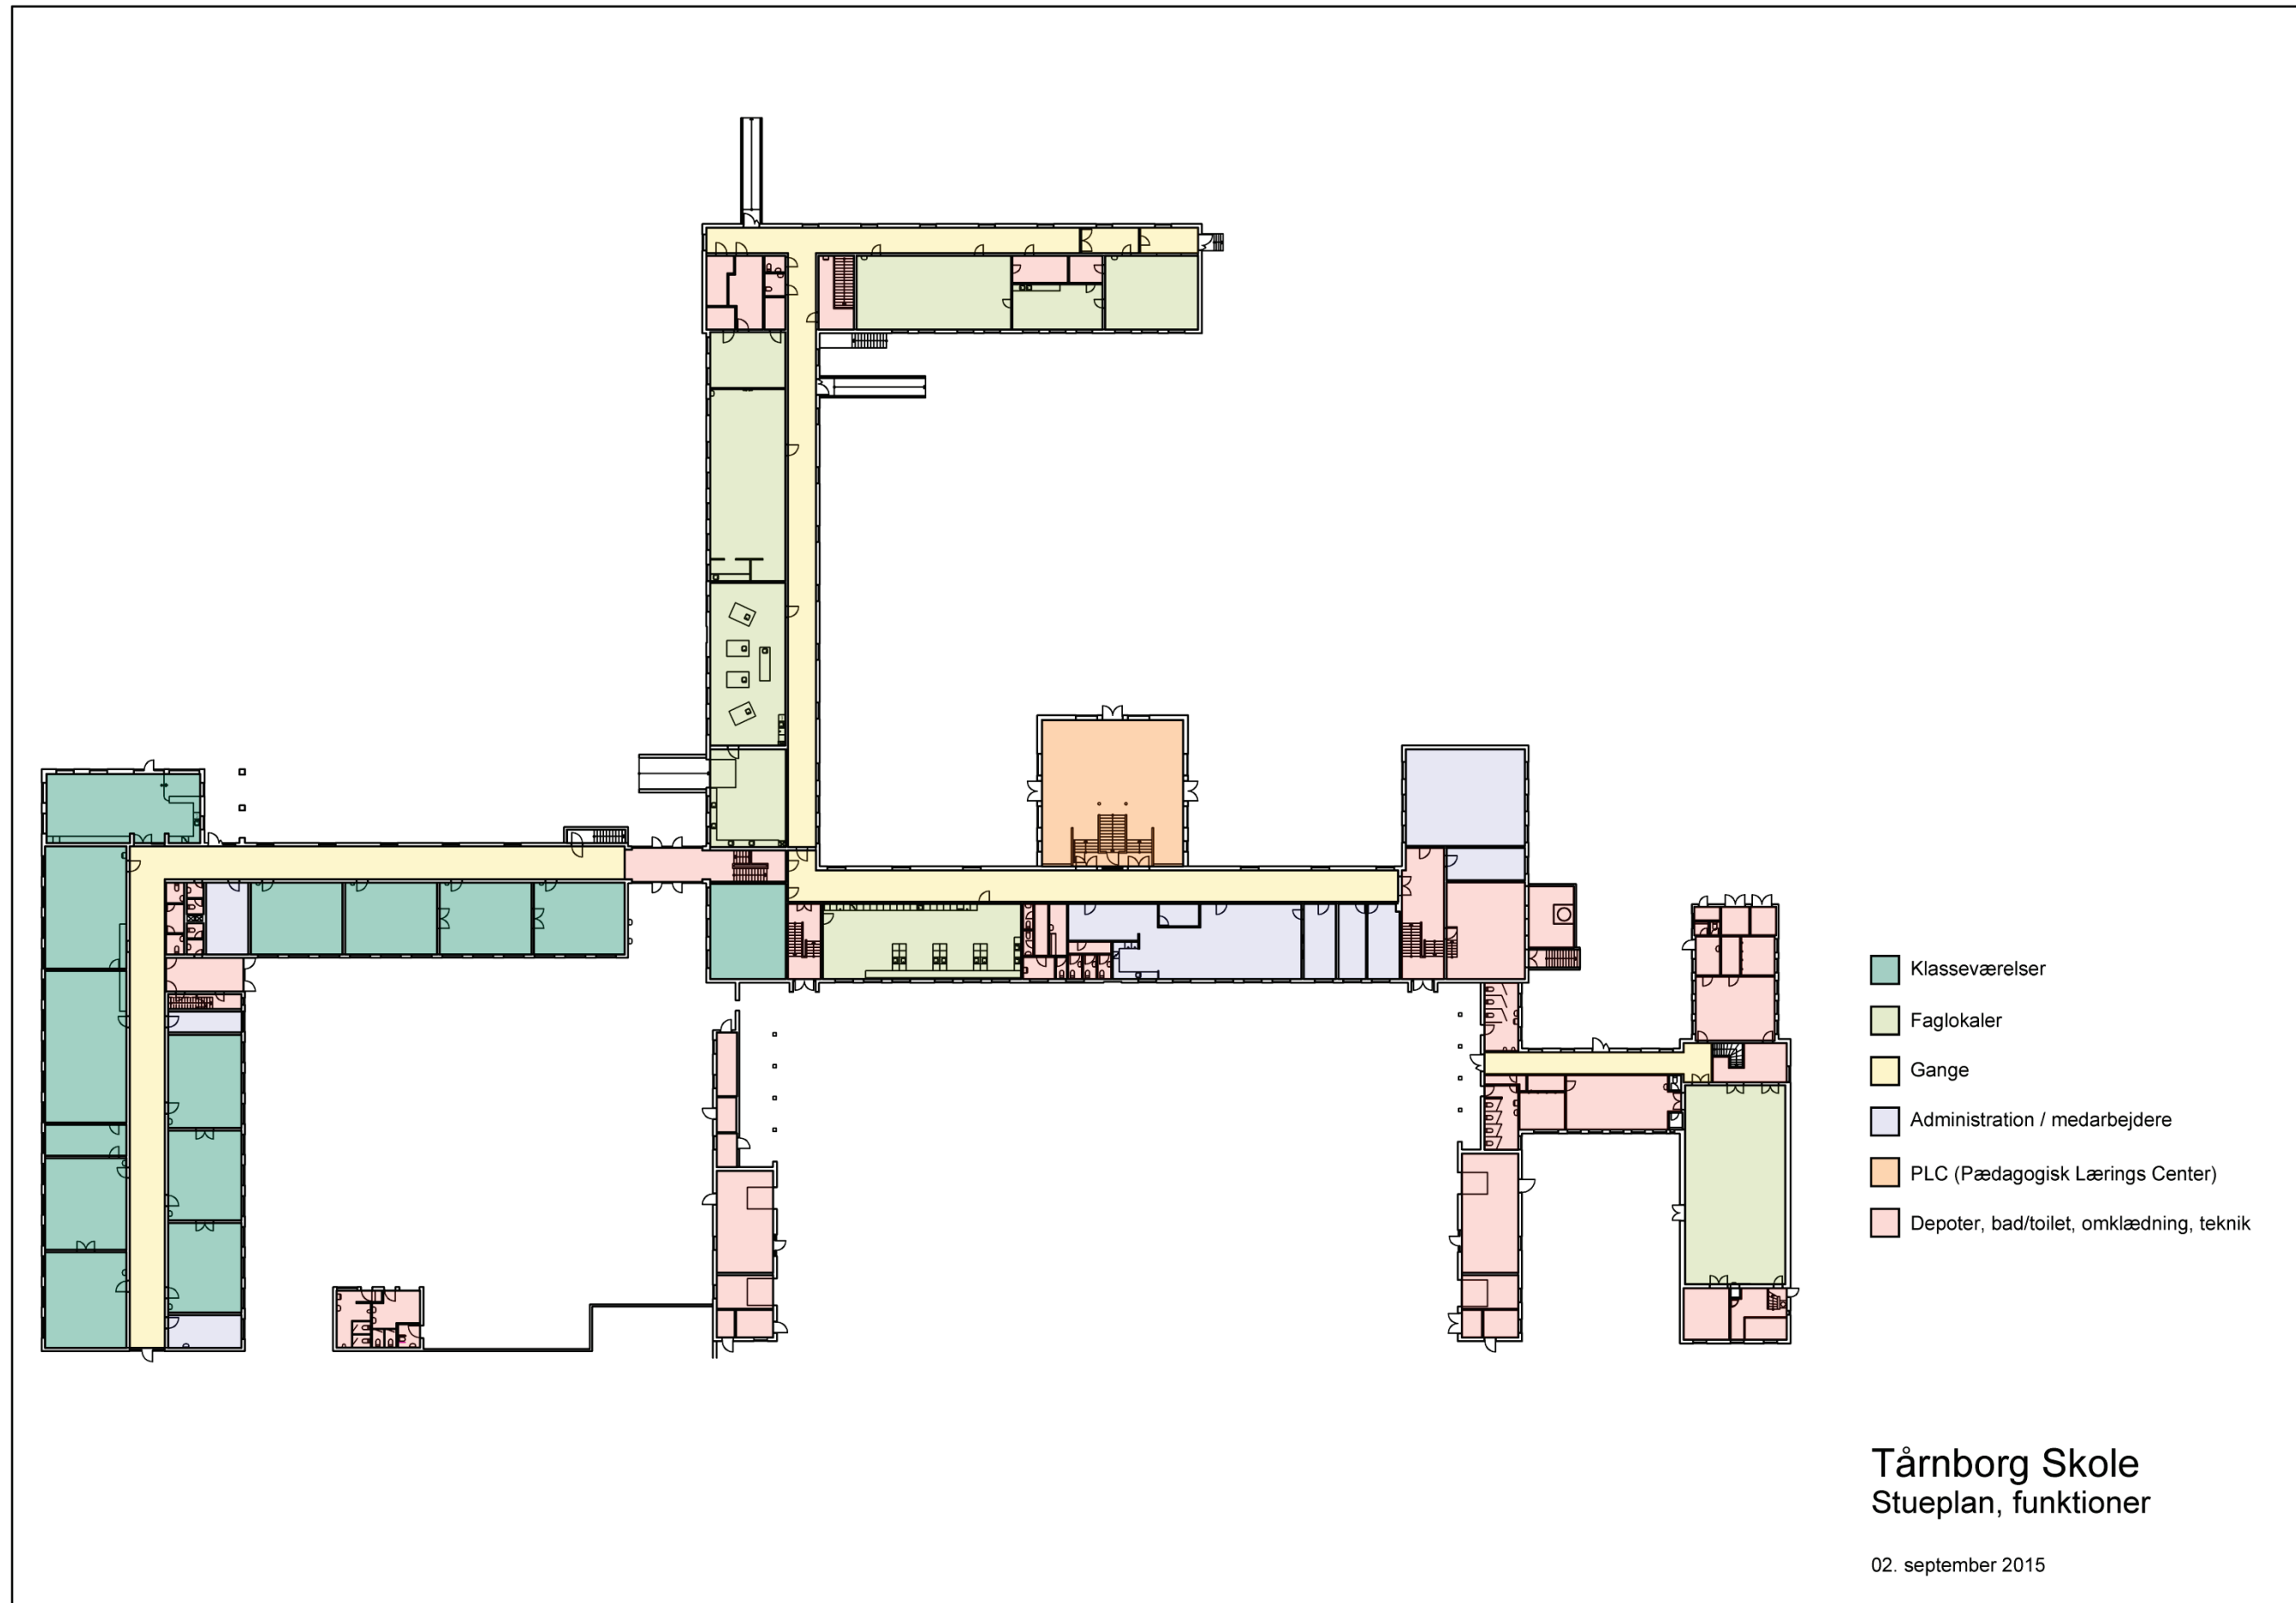 Klasseværelser
Faglokaler
Gange
Administration / medarbejdere
PLC (Pædagogisk Lærings Center)
Depoter, bad/toilet, omklædning, teknik
Tårnborg Skole
Stueplan, funktioner
02. september 2015